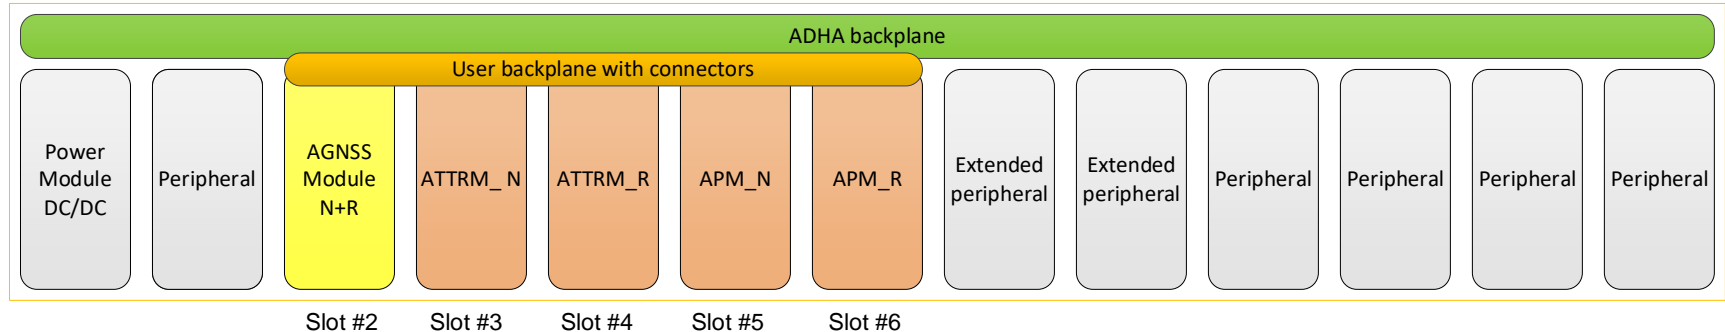 ADHA backplane
User backplane with connectors
Power
Module
DC/DC
Peripheral
AGNSS
Module
N+R
ATTRM_ N
ATTRM_R
APM_N
APM_R
Extended
peripheral
Extended
peripheral
Peripheral
Peripheral
Peripheral
Peripheral
Slot #2
Slot #3
Slot #4
Slot #5
Slot #6